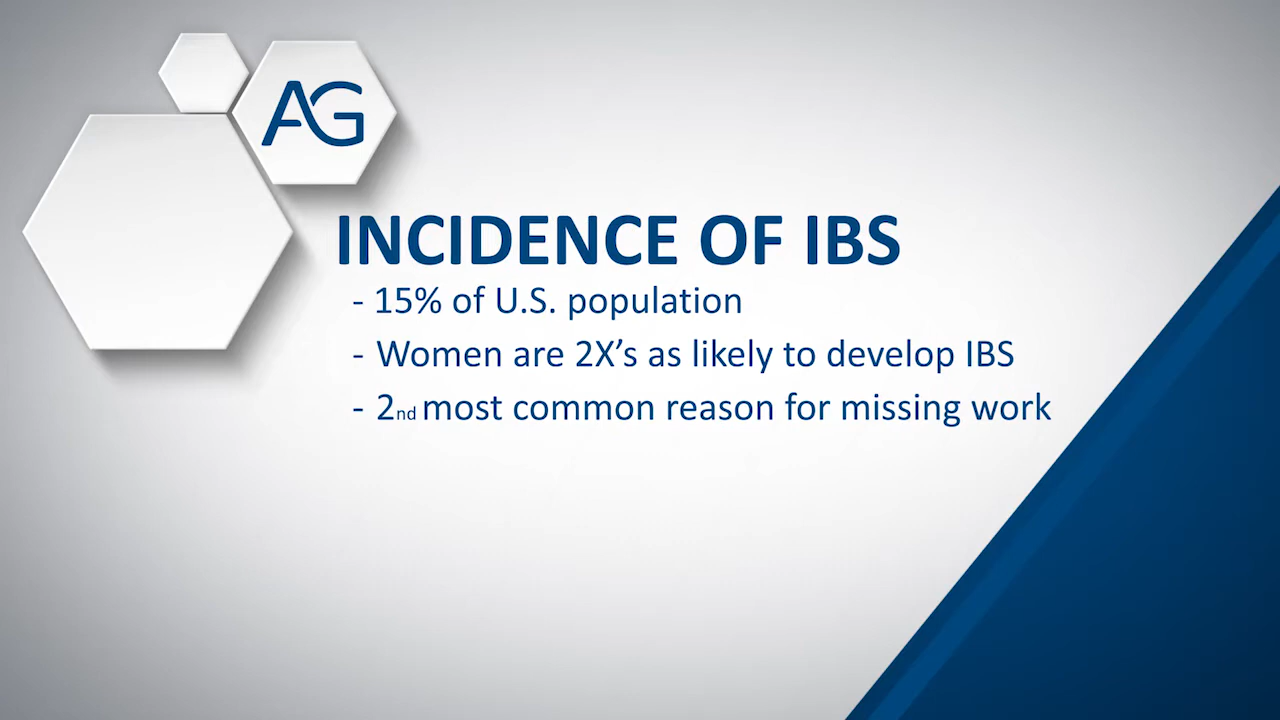 AG
INCIDENCE OF IBS
- 15% of U.S. population
- Women are 2X’s as likely to develop IBS
- 2nd most common reason for missing work